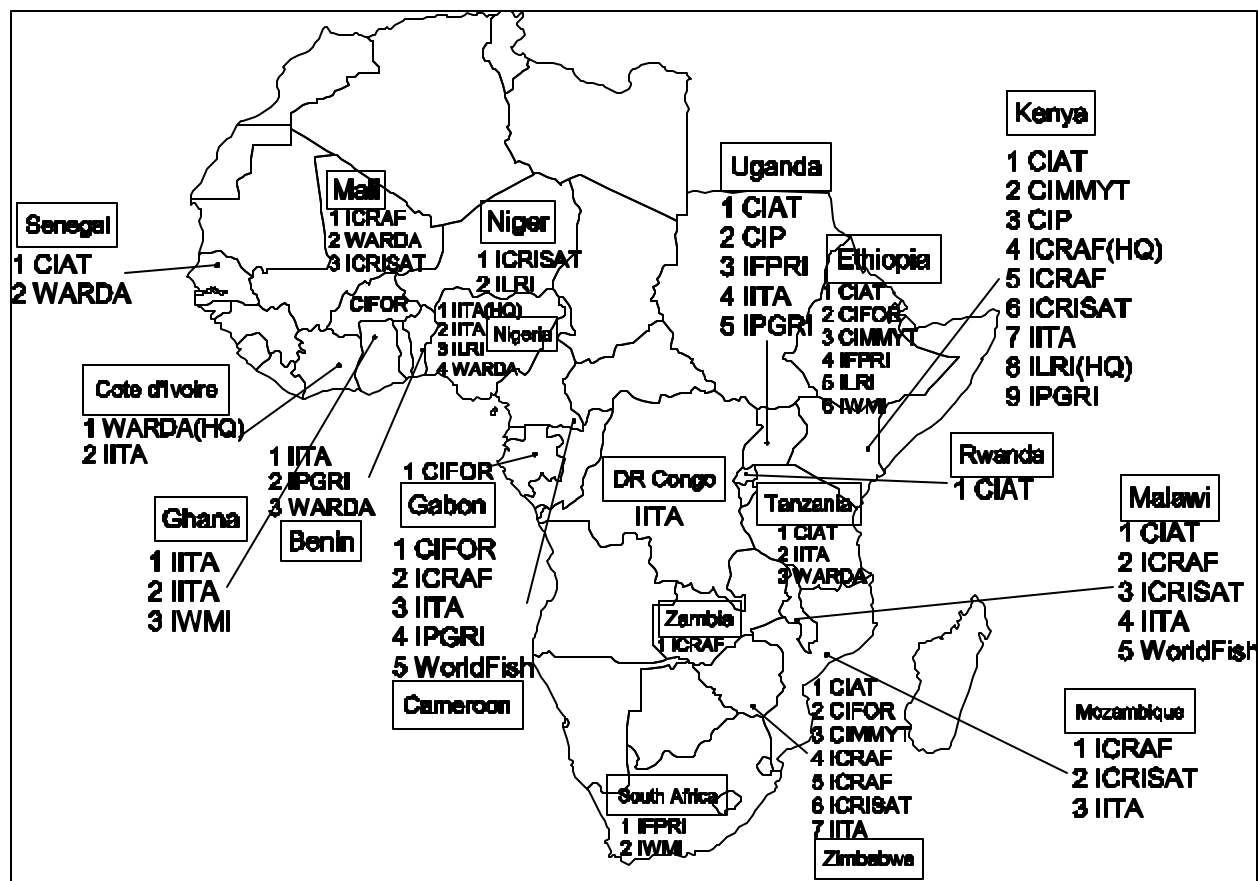 Senegal
1 CIAT
2 WARDA
Mali
1 ICRAF
2 WARDA
3 ICRISAT
Niger
1 ICRISAT
2 ILRI
CIFOR
1 IITA(HQ)
2 IITA
3 ILRI
4 WARDA
Nigeria
Cote d'Ivoire
1 WARDA(HQ)
2 IITA
Ghana
1 IITA
2 IITA
3 IWMI
1 IITA
2 IPGRI
3 WARDA
Benin
1 CIFOR
Gabon
1 CIFOR
2 ICRAF
3 IITA
4 IPGRI
5 WorldFish
Cameroon
DR Congo
IITA
Uganda
1 CIAT
2 CIP
3 IFPRI
4 IITA
5 IPGRI
Ethiopia
1 CIAT
2 CIFOR
3 CIMMYT
4 IFPRI
5 ILRI
6 IWMI
Kenya
1 CIAT
2 CIMMYT
3 CIP
4 ICRAF(HQ)
5 ICRAF
6 ICRISAT
7 IITA
8 ILRI(HQ)
9 IPGRI
Rwanda
1 CIAT
Tanzania
1 CIAT
2 IITA
3 WARDA
Malawi
1 CIAT
2 ICRAF
3 ICRISAT
4 IITA
5 WorldFish
Zambia
1 ICRAF
Mozambique
1 ICRAF
2 ICRISAT
3 IITA
1 CIAT
2 CIFOR
3 CIMMYT
4 ICRAF
5 ICRAF
6 ICRISAT
7 IITA
Zimbabwe
South Africa
1 IFPRI
2 IWMI